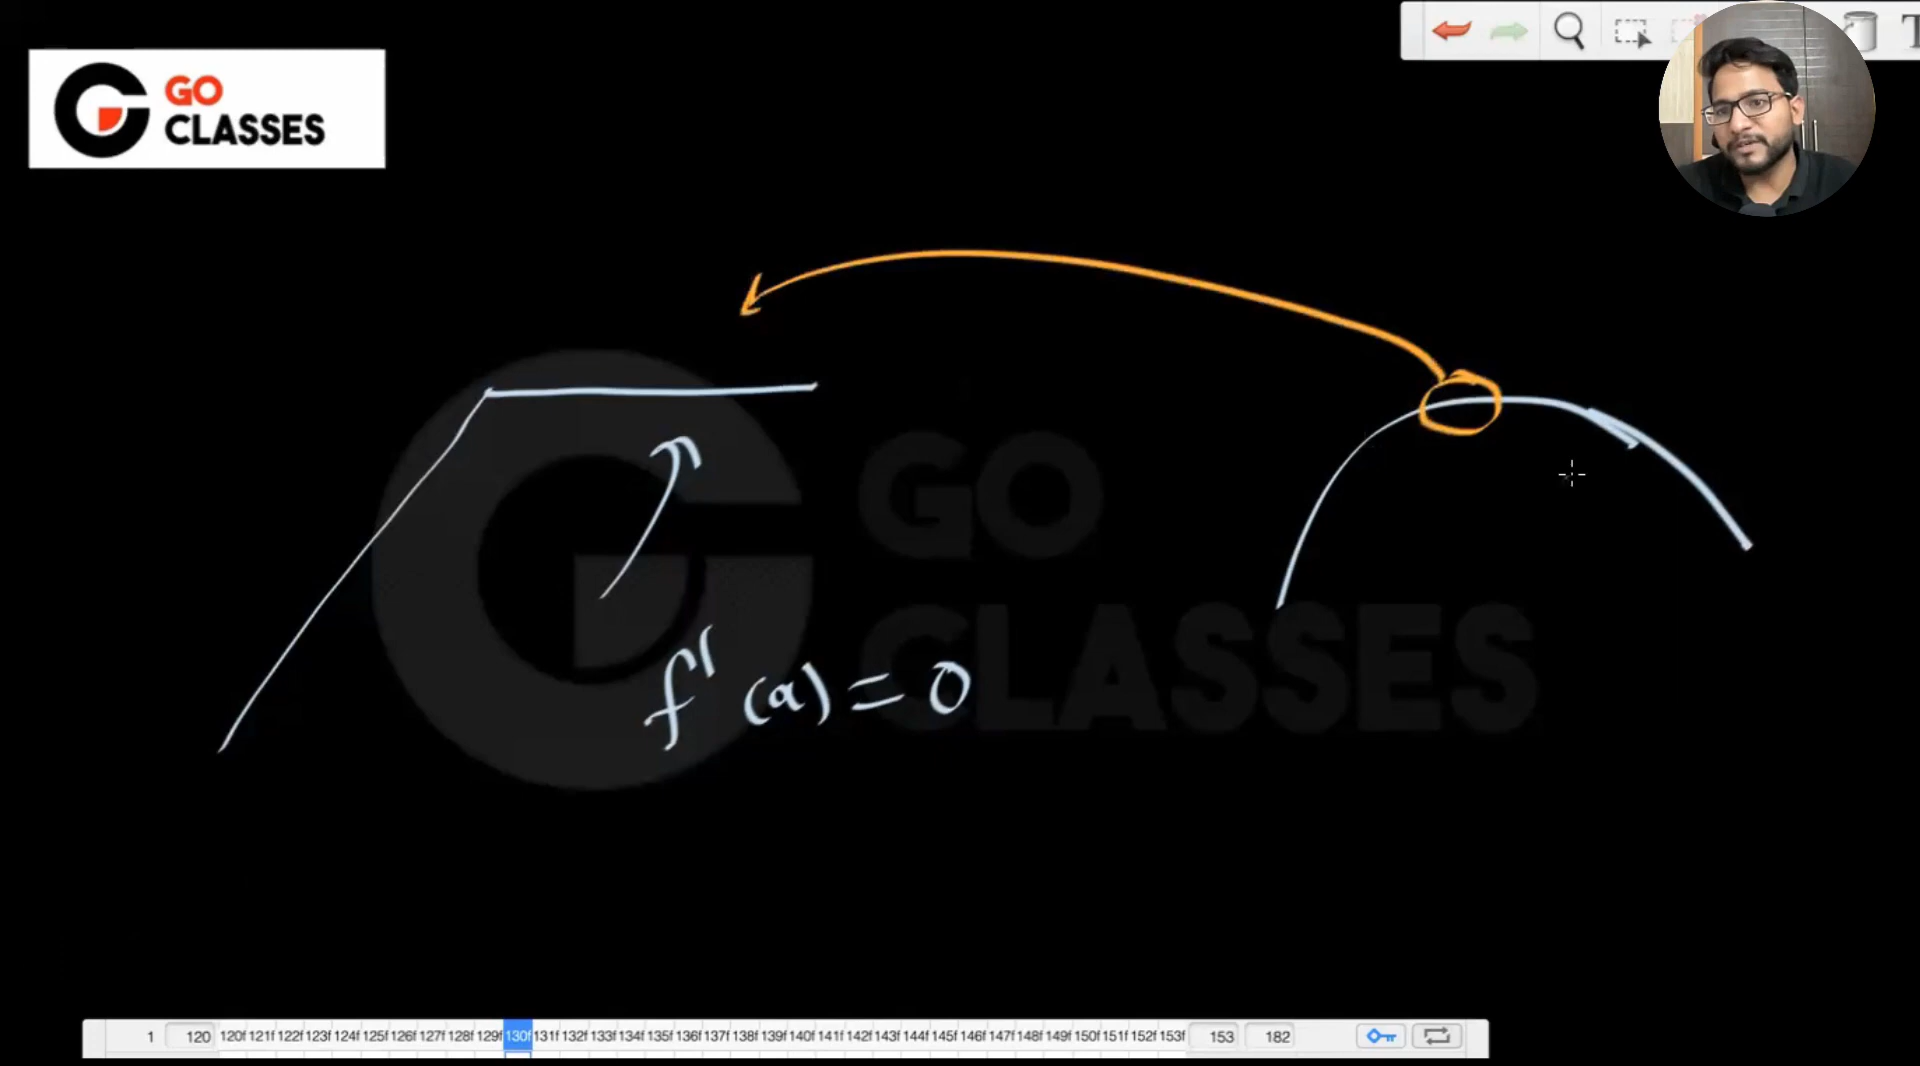 GO
CLASSES
T
GO
CLASSES
f'(a) = 0
1 120 120f 121f 122f 123f 124f 125f 126f 127f 128f 129f 130f 131f 132f 133f 134f 135f 136f 137f 138f 139f 140f 141f 142f 143f 144f 145f 146f 147f 148f 149f 150f 151f 152f 153f 153 182